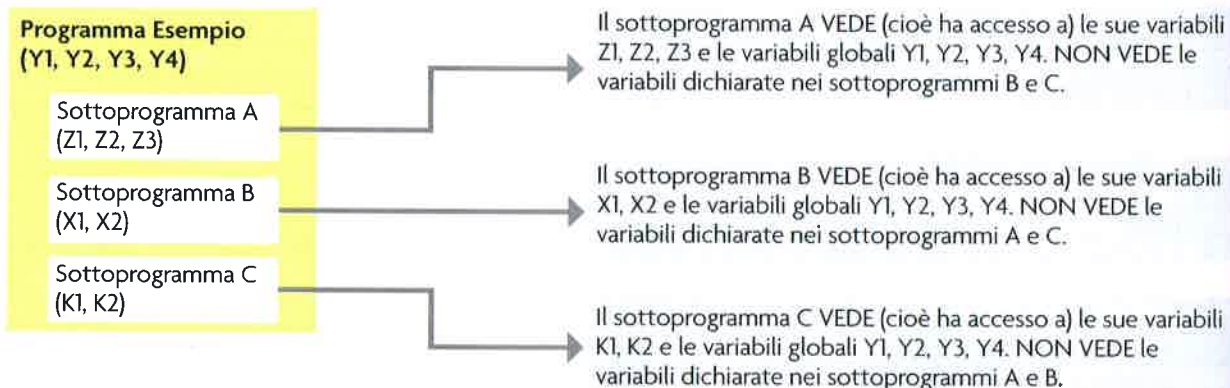 Programma Esempio
(Y1, Y2, Y3, Y4)
Sottoprogramma A
(Z1, Z2, Z3)
Sottoprogramma B
(X1, X2)
Sottoprogramma C
(K1, K2)
Il sottoprogramma A VEDE (cioè ha accesso a) le sue variabili
Z1, Z2, Z3 e le variabili globali Y1, Y2, Y3, Y4. NON VEDE le
variabili dichiarate nei sottoprogrammi B e C.
Il sottoprogramma B VEDE (cioè ha accesso a) le sue variabili
X1, X2 e le variabili globali Y1, Y2, Y3, Y4. NON VEDE le
variabili dichiarate nei sottoprogrammi A e C.
Il sottoprogramma C VEDE (cioè ha accesso a) le sue variabili
K1, K2 e le variabili globali Y1, Y2, Y3, Y4. NON VEDE le
variabili dichiarate nei sottoprogrammi A e B.